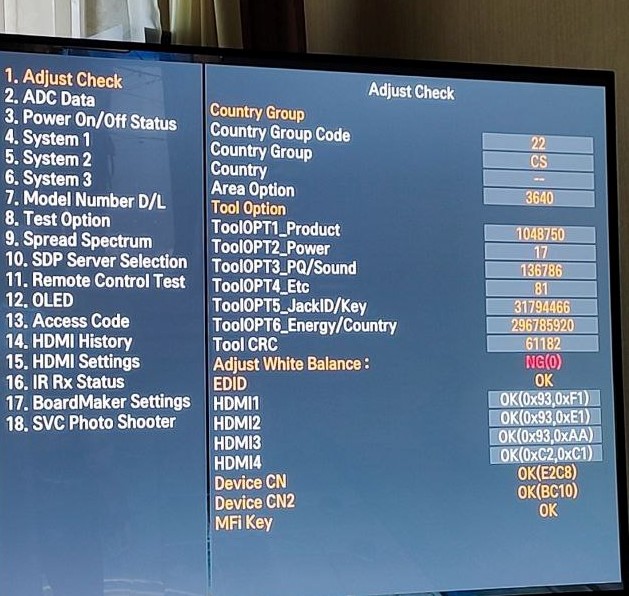 Adjust Check
1. Adjust Check
2. ADC Data
3. Power On/Off Status
4. System 1
5. System 2
6. System 3
7. Model Number D/L
8. Test Option
9. Spread Spectrum
10. SDP Server Selection
11. Remote Control Test
12. OLED
13. Access Code
14. HDMI History
15. HDMI Settings
16. IR Rx Status
17. BoardMaker Settings
18. SVC Photo Shooter
Country Group
Country Group Code 22
Country Group CS
Country --
Area Option 3640
Tool Option
ToolOPT1_Product 1048750
ToolOPT2_Power 17
ToolOPT3_PQ/Sound 136786
ToolOPT4_Etc 81
ToolOPT5_JackID/Key 31794466
ToolOPT6_Energy/Country 296785920
Tool CRC 61182
Adjust White Balance : NG(0)
EDID OK
HDMI1 OK(0x93,0xF1)
HDMI2 OK(0x93,0xE1)
HDMI3 OK(0x93,0xAA)
HDMI4 OK(0xC2,0xC1)
Device CN OK(E2C8)
Device CN2 OK(BC10)
MFi Key OK